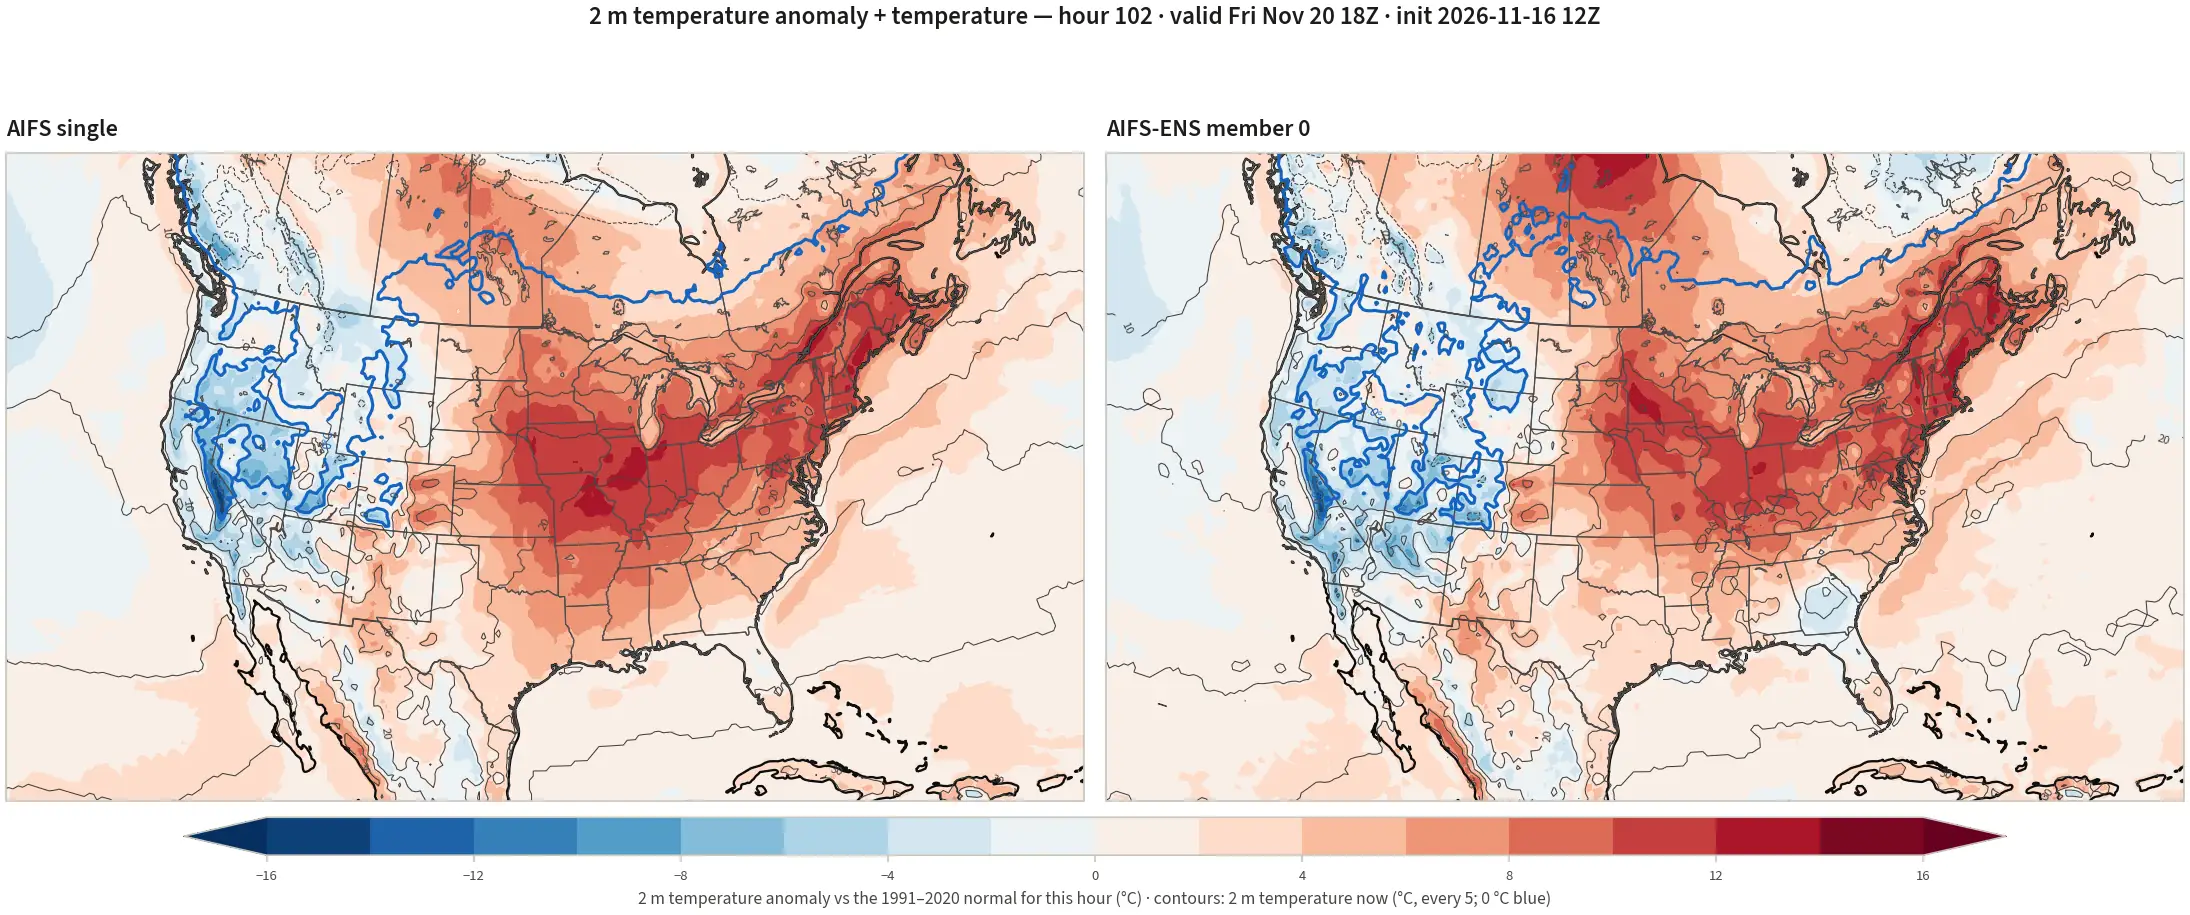 2 m temperature anomaly + temperature — hour 102 · valid Fri Nov 20 18Z · init 2026-11-16 12Z
AIFS single
AIFS-ENS member 0
−16 −12 −8 −4 0 4 8 12 16
2 m temperature anomaly vs the 1991–2020 normal for this hour (°C) · contours: 2 m temperature now (°C, every 5; 0 °C blue)